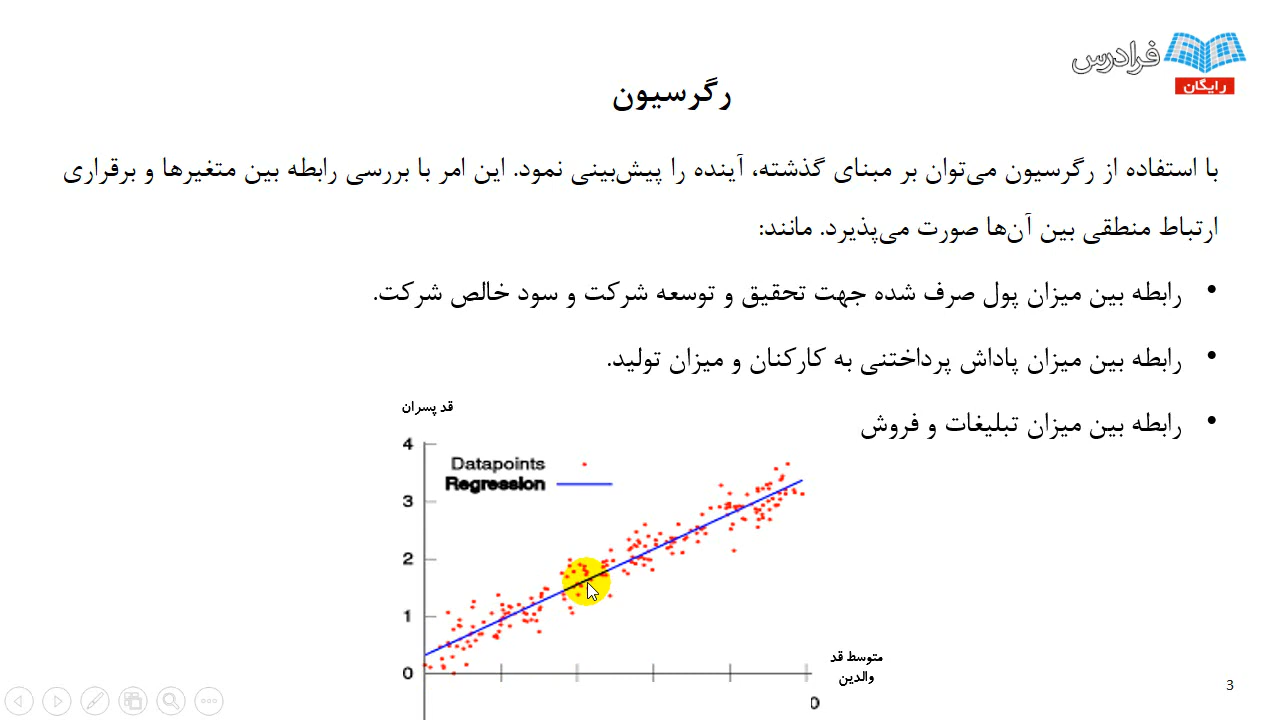 فرادرس
رایگان
رگرسیون
با استفاده از رگرسیون می‌توان بر مبنای گذشته، آینده را پیش‌بینی نمود. این امر با بررسی رابطه بین متغیرها و برقراری
ارتباط منطقی بین آن‌ها صورت می‌پذیرد. مانند:
• رابطه بین میزان پول صرف شده جهت تحقیق و توسعه شرکت و سود خالص شرکت.
• رابطه بین میزان پاداش پرداختنی به کارکنان و میزان تولید.
• رابطه بین میزان تبلیغات و فروش
قد پسران
4
Datapoints
Regression
3
2
1
0
متوسط قد
والدین
0
3